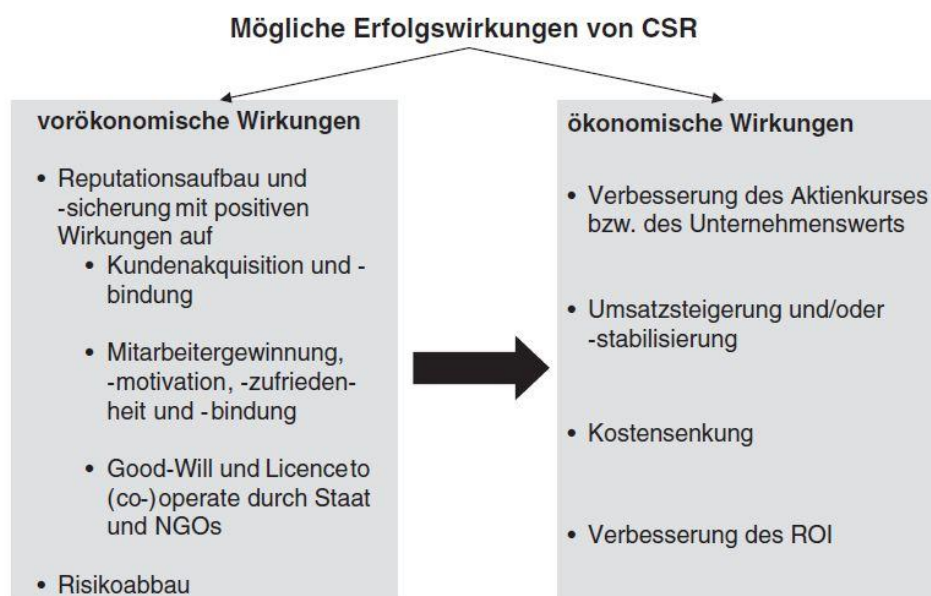 Mögliche Erfolgswirkungen von CSR
vorökonomische Wirkungen
• Reputationsaufbau und
-sicherung mit positiven
Wirkungen auf
• Kundenakquisition und -
bindung
• Mitarbeitergewinnung,
-motivation, -zufrieden-
heit und -bindung
• Good-Will und Licence to
(co-)operate durch Staat
und NGOs
• Risikoabbau
ökonomische Wirkungen
• Verbesserung des Aktienkurses
bzw. des Unternehmenswerts
• Umsatzsteigerung und/oder
-stabilisierung
• Kostensenkung
• Verbesserung des ROI